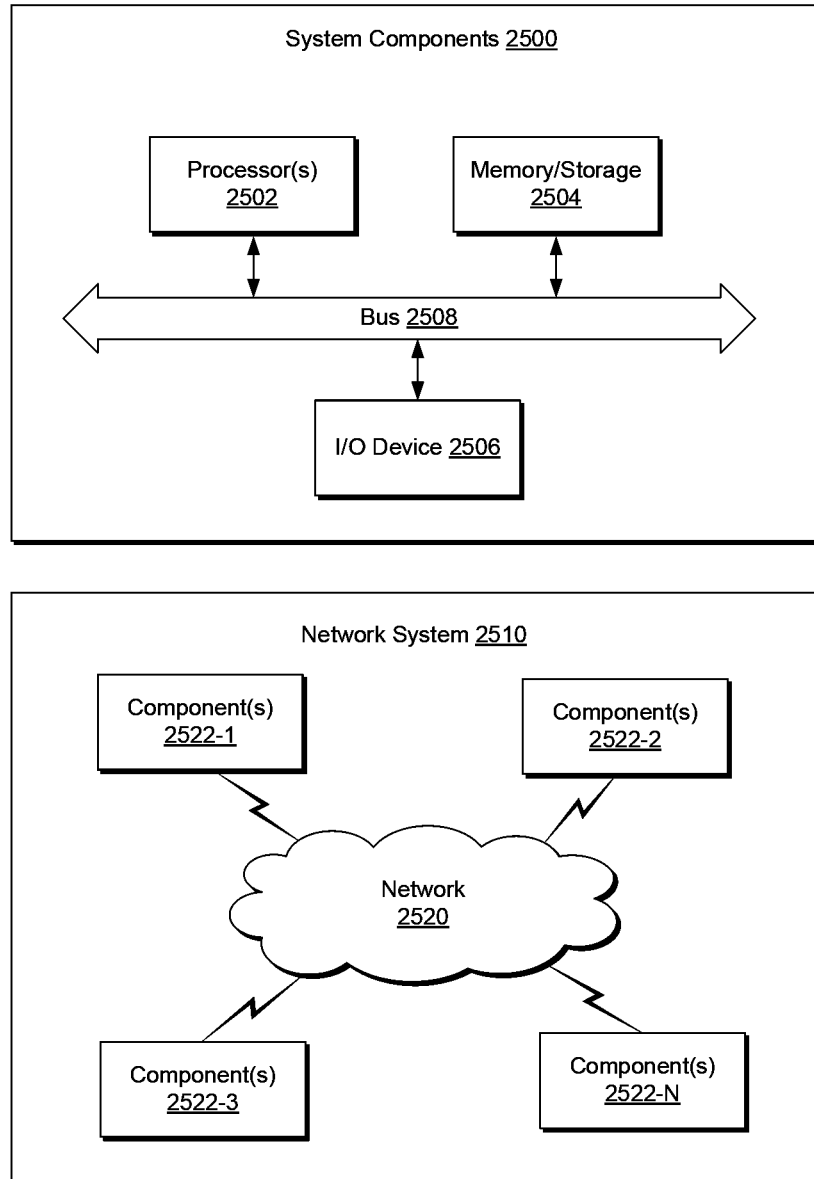 System Components 2500
Processor(s)
2502
Memory/Storage
2504
Bus 2508
I/O Device 2506
Network System 2510
Component(s)
2522-1
Component(s)
2522-2
Network
2520
Component(s)
2522-3
Component(s)
2522-N